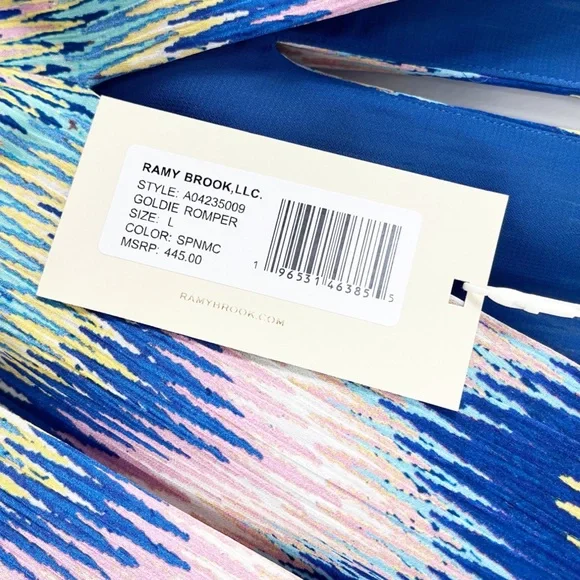 RAMY BROOK,LLC.
STYLE: A04235009
GOLDIE ROMPER
SIZE: L
COLOR: SPNMC
MSRP: 445.00
1 96531 46385 5
RAMYBROOK.COM